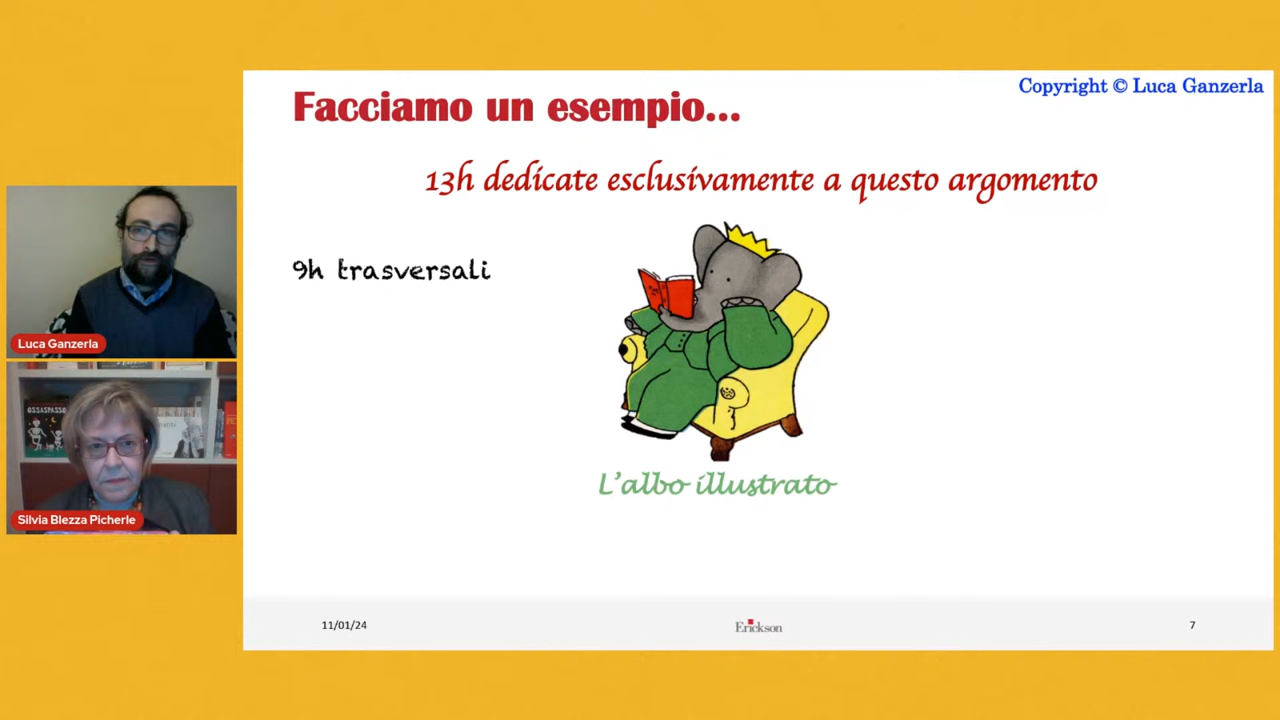 Copyright © Luca Ganzerla
Facciamo un esempio...
13h dedicate esclusivamente a questo argomento
9h trasversali
L'albo illustrato
Luca Ganzerla
OSSASPASSO
Silvia Blezza Picherle
11/01/24
Erickson
7